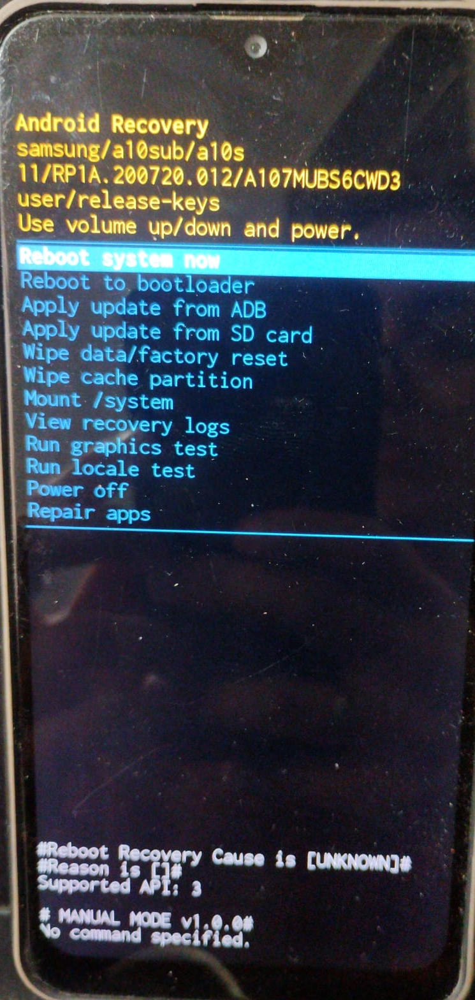 Android Recovery
samsung/a10sub/a10s
11/RP1A.200720.012/A107MUBS6CWD3
user/release-keys
Use volume up/down and power.
Reboot system now
Reboot to bootloader
Apply update from ADB
Apply update from SD card
Wipe data/factory reset
Wipe cache partition
Mount /system
View recovery logs
Run graphics test
Run locale test
Power off
Repair apps
#Reboot Recovery Cause is [UNKNOWN]#
#Reason is []#
Supported API: 3
# MANUAL MODE v1.0.0#
No command specified.